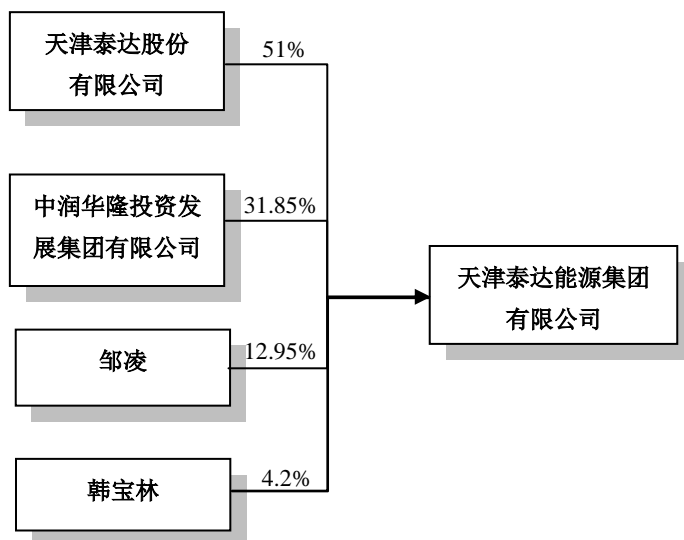 天津泰达股份
有限公司
51%
中润华隆投资发
展集团有限公司
31.85%
天津泰达能源集团
有限公司
邹凌
12.95%
韩宝林
4.2%